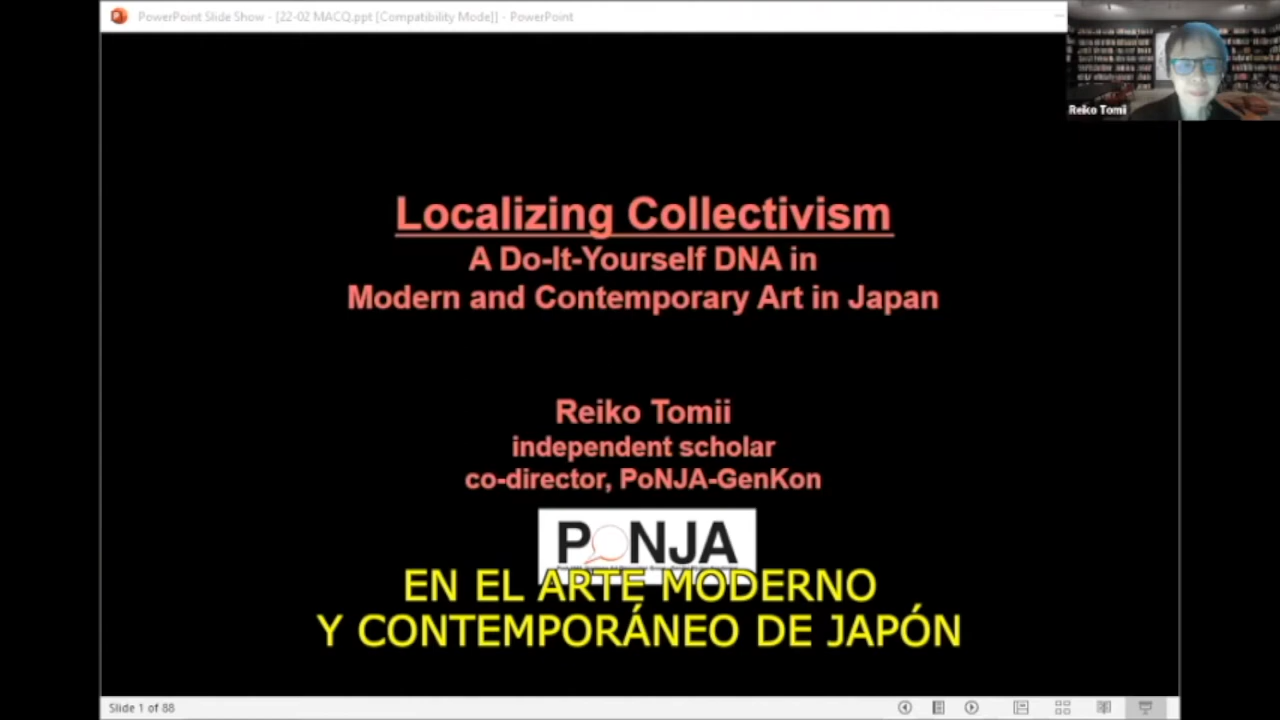 PowerPoint Slide Show - [22-02 MACQ.ppt [Compatibility Mode]] - PowerPoint
Reiko Tomii
Localizing Collectivism
A Do-It-Yourself DNA in
Modern and Contemporary Art in Japan
Reiko Tomii
independent scholar
co-director, PoNJA-GenKon
PONJA
EN EL ARTE MODERNO
Y CONTEMPORÁNEO DE JAPÓN
Slide 1 of 88